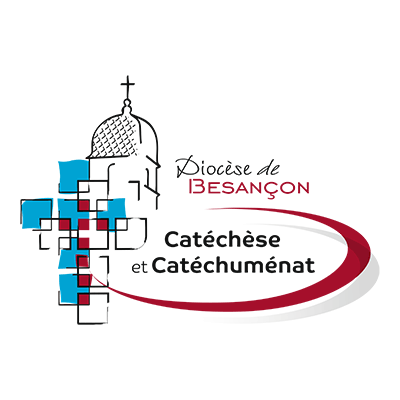 Diocèse de
BESANÇON
Catéchèse
et Catéchuménat